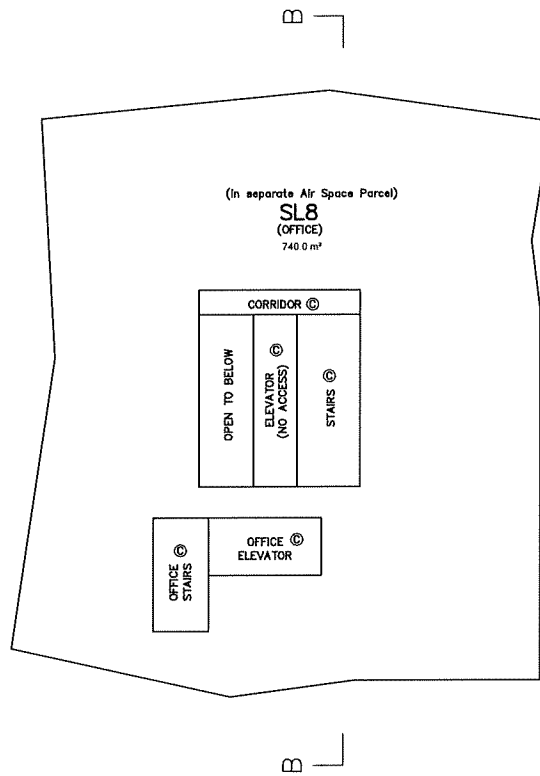 B
(in separate Air Space Parcel)
SL8
(OFFICE)
740.0 m²
CORRIDOR ©
OPEN TO BELOW
ELEVATOR ©
(NO ACCESS)
STAIRS ©
OFFICE ©
STAIRS
OFFICE ©
ELEVATOR
B